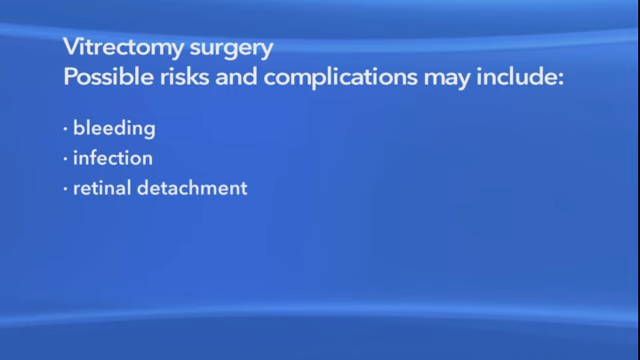 Vitrectomy surgery
Possible risks and complications may include:
· bleeding
· infection
· retinal detachment